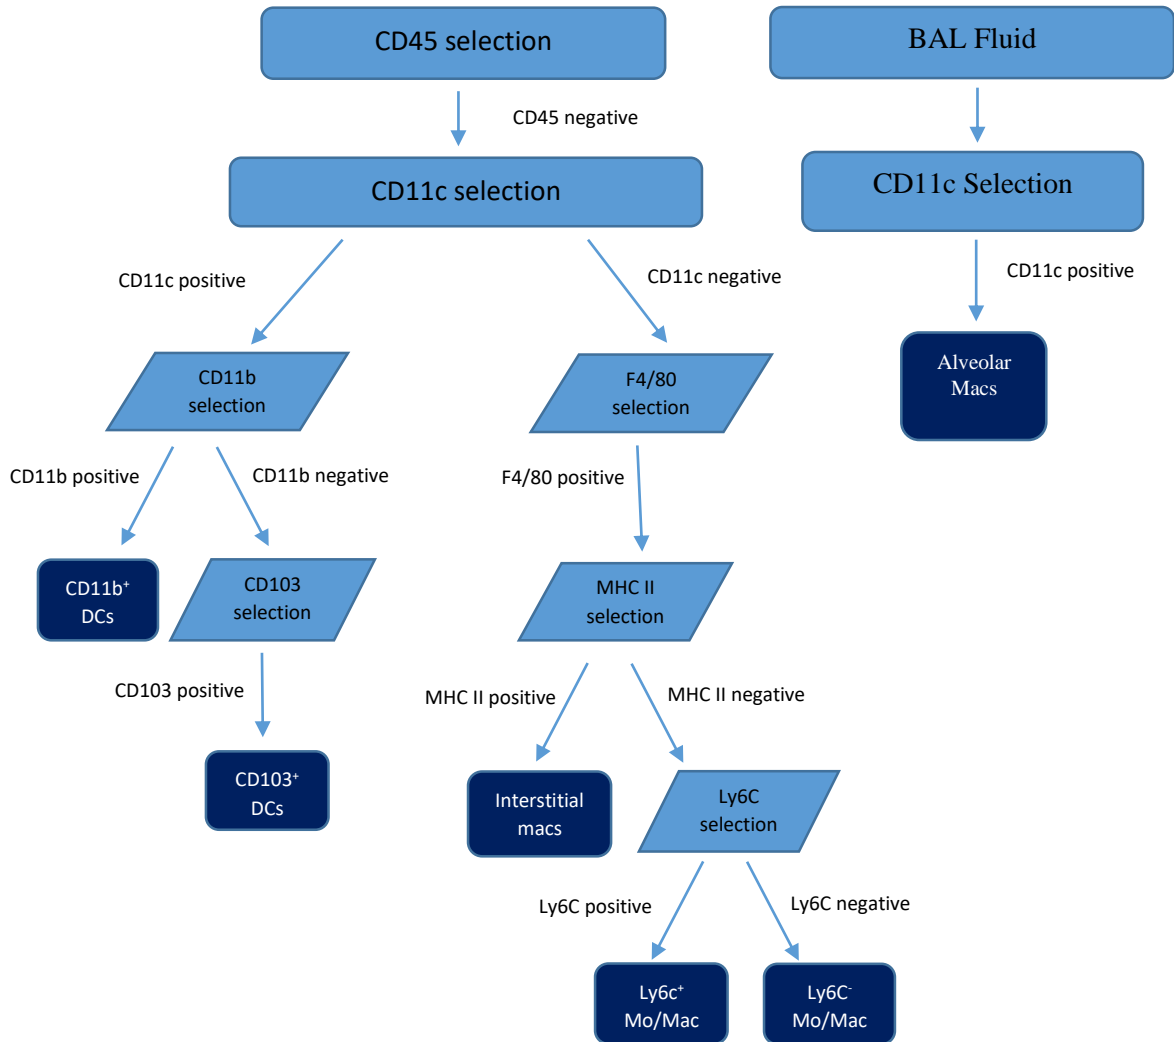 CD45 selection
BAL Fluid
CD45 negative
CD11c selection
CD11c Selection
CD11c positive
CD11c negative
CD11c positive
CD11b
selection
F4/80
selection
Alveolar
Macs
CD11b positive
CD11b negative
F4/80 positive
CD11b⁺
DCs
CD103
selection
MHC II
selection
CD103 positive
MHC II positive
MHC II negative
CD103⁺
DCs
Interstitial
macs
Ly6C
selection
Ly6C positive
Ly6C negative
Ly6c⁺
Mo/Mac
Ly6C⁻
Mo/Mac